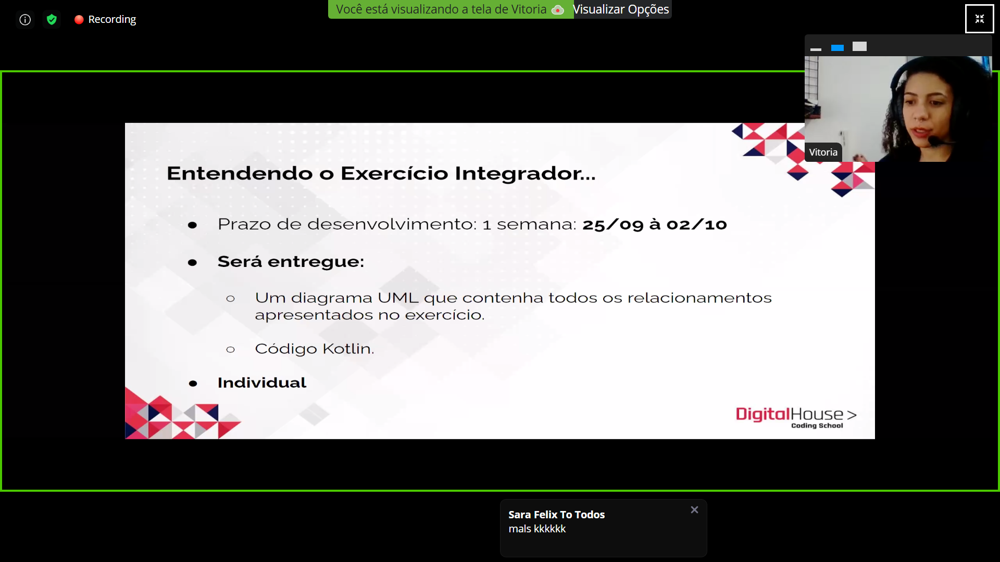 Você está visualizando a tela de Vitoria Visualizar Opções
Recording
Vitoria
Entendendo o Exercício Integrador...
● Prazo de desenvolvimento: 1 semana: 25/09 à 02/10
● Será entregue:
○ Um diagrama UML que contenha todos os relacionamentos
apresentados no exercício.
○ Código Kotlin.
● Individual
DigitalHouse >
Coding School
Sara Felix To Todos
mals kkkkkk